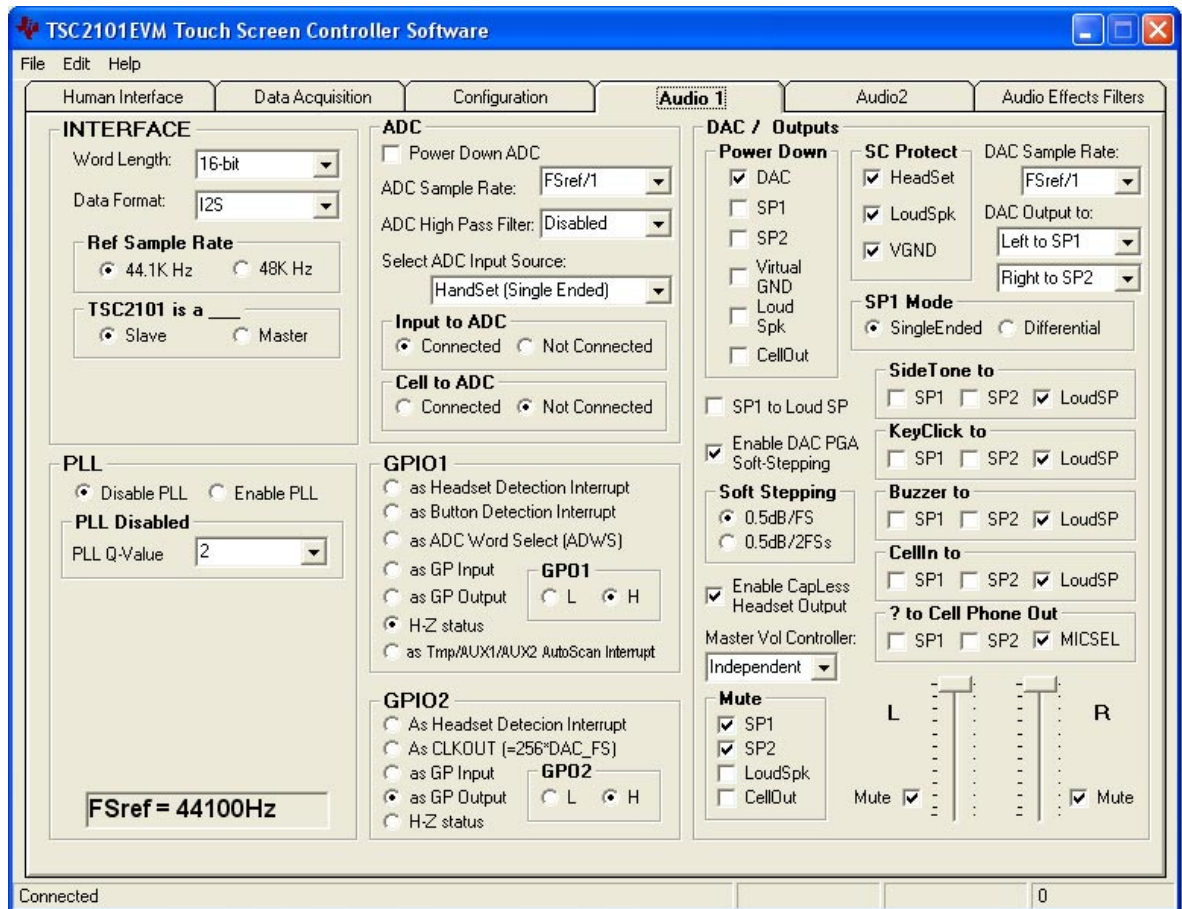 TSC2101EVM Touch Screen Controller Software
File Edit Help
Human Interface
Data Acquisition
Configuration
Audio 1
Audio2
Audio Effects Filters
INTERFACE
Word Length: 16-bit
Data Format: I2S
Ref Sample Rate
44.1K Hz 48K Hz
TSC2101 is a ___
Slave Master
PLL
Disable PLL Enable PLL
PLL Disabled
PLL Q-Value 2
FSref = 44100Hz
ADC
Power Down ADC
ADC Sample Rate: FSref/1
ADC High Pass Filter: Disabled
Select ADC Input Source:
HandSet (Single Ended)
Input to ADC
Connected Not Connected
Cell to ADC
Connected Not Connected
GPIO1
as Headset Detection Interrupt
as Button Detection Interrupt
as ADC Word Select (ADWS)
as GP Input
as GP Output
GPO1
L H
H-Z status
as Tmp/AUX1/AUX2 AutoScan Interrupt
GPIO2
As Headset Detecion Interrupt
As CLKOUT (=256*DAC_FS)
as GP Input
as GP Output
GPO2
L H
H-Z status
DAC / Outputs
Power Down
DAC
SP1
SP2
Virtual
GND
Loud
Spk
CellOut
SC Protect
HeadSet
LoudSpk
VGND
DAC Sample Rate:
FSref/1
DAC Output to:
Left to SP1
Right to SP2
SP1 Mode
SingleEnded Differential
SP1 to Loud SP
Enable DAC PGA
Soft-Stepping
Soft Stepping
0.5dB/FS
0.5dB/2FSs
Enable CapLess
Headset Output
Master Vol Controller:
Independent
Mute
SP1
SP2
LoudSpk
CellOut
SideTone to
SP1 SP2 LoudSP
KeyClick to
SP1 SP2 LoudSP
Buzzer to
SP1 SP2 LoudSP
CellIn to
SP1 SP2 LoudSP
? to Cell Phone Out
SP1 SP2 MICSEL
L R
Mute Mute
Connected
0